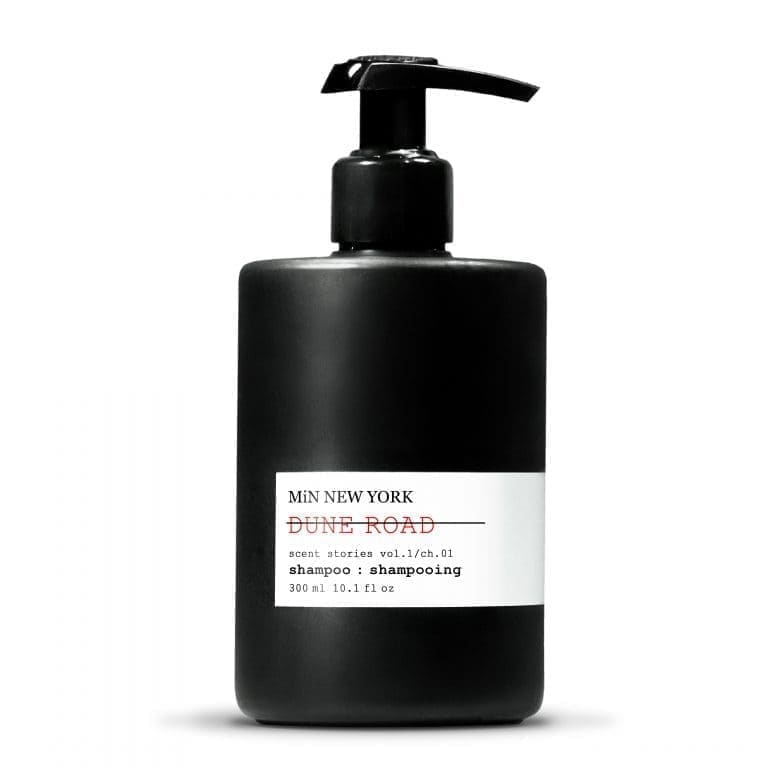 MiN NEW YORK
DUNE ROAD
scent stories vol.1/ch.01
shampoo : shampooing
300 ml 10.1 fl oz